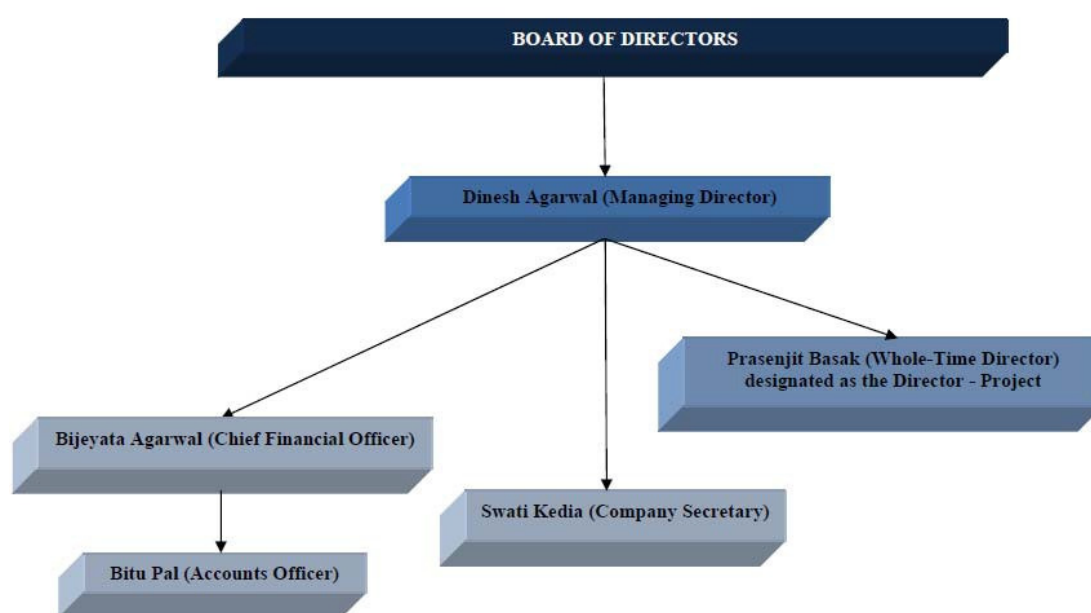 BOARD OF DIRECTORS
Dinesh Agarwal (Managing Director)
Prasenjit Basak (Whole-Time Director)
designated as the Director - Project
Bijeyata Agarwal (Chief Financial Officer)
Swati Kedia (Company Secretary)
Bitu Pal (Accounts Officer)